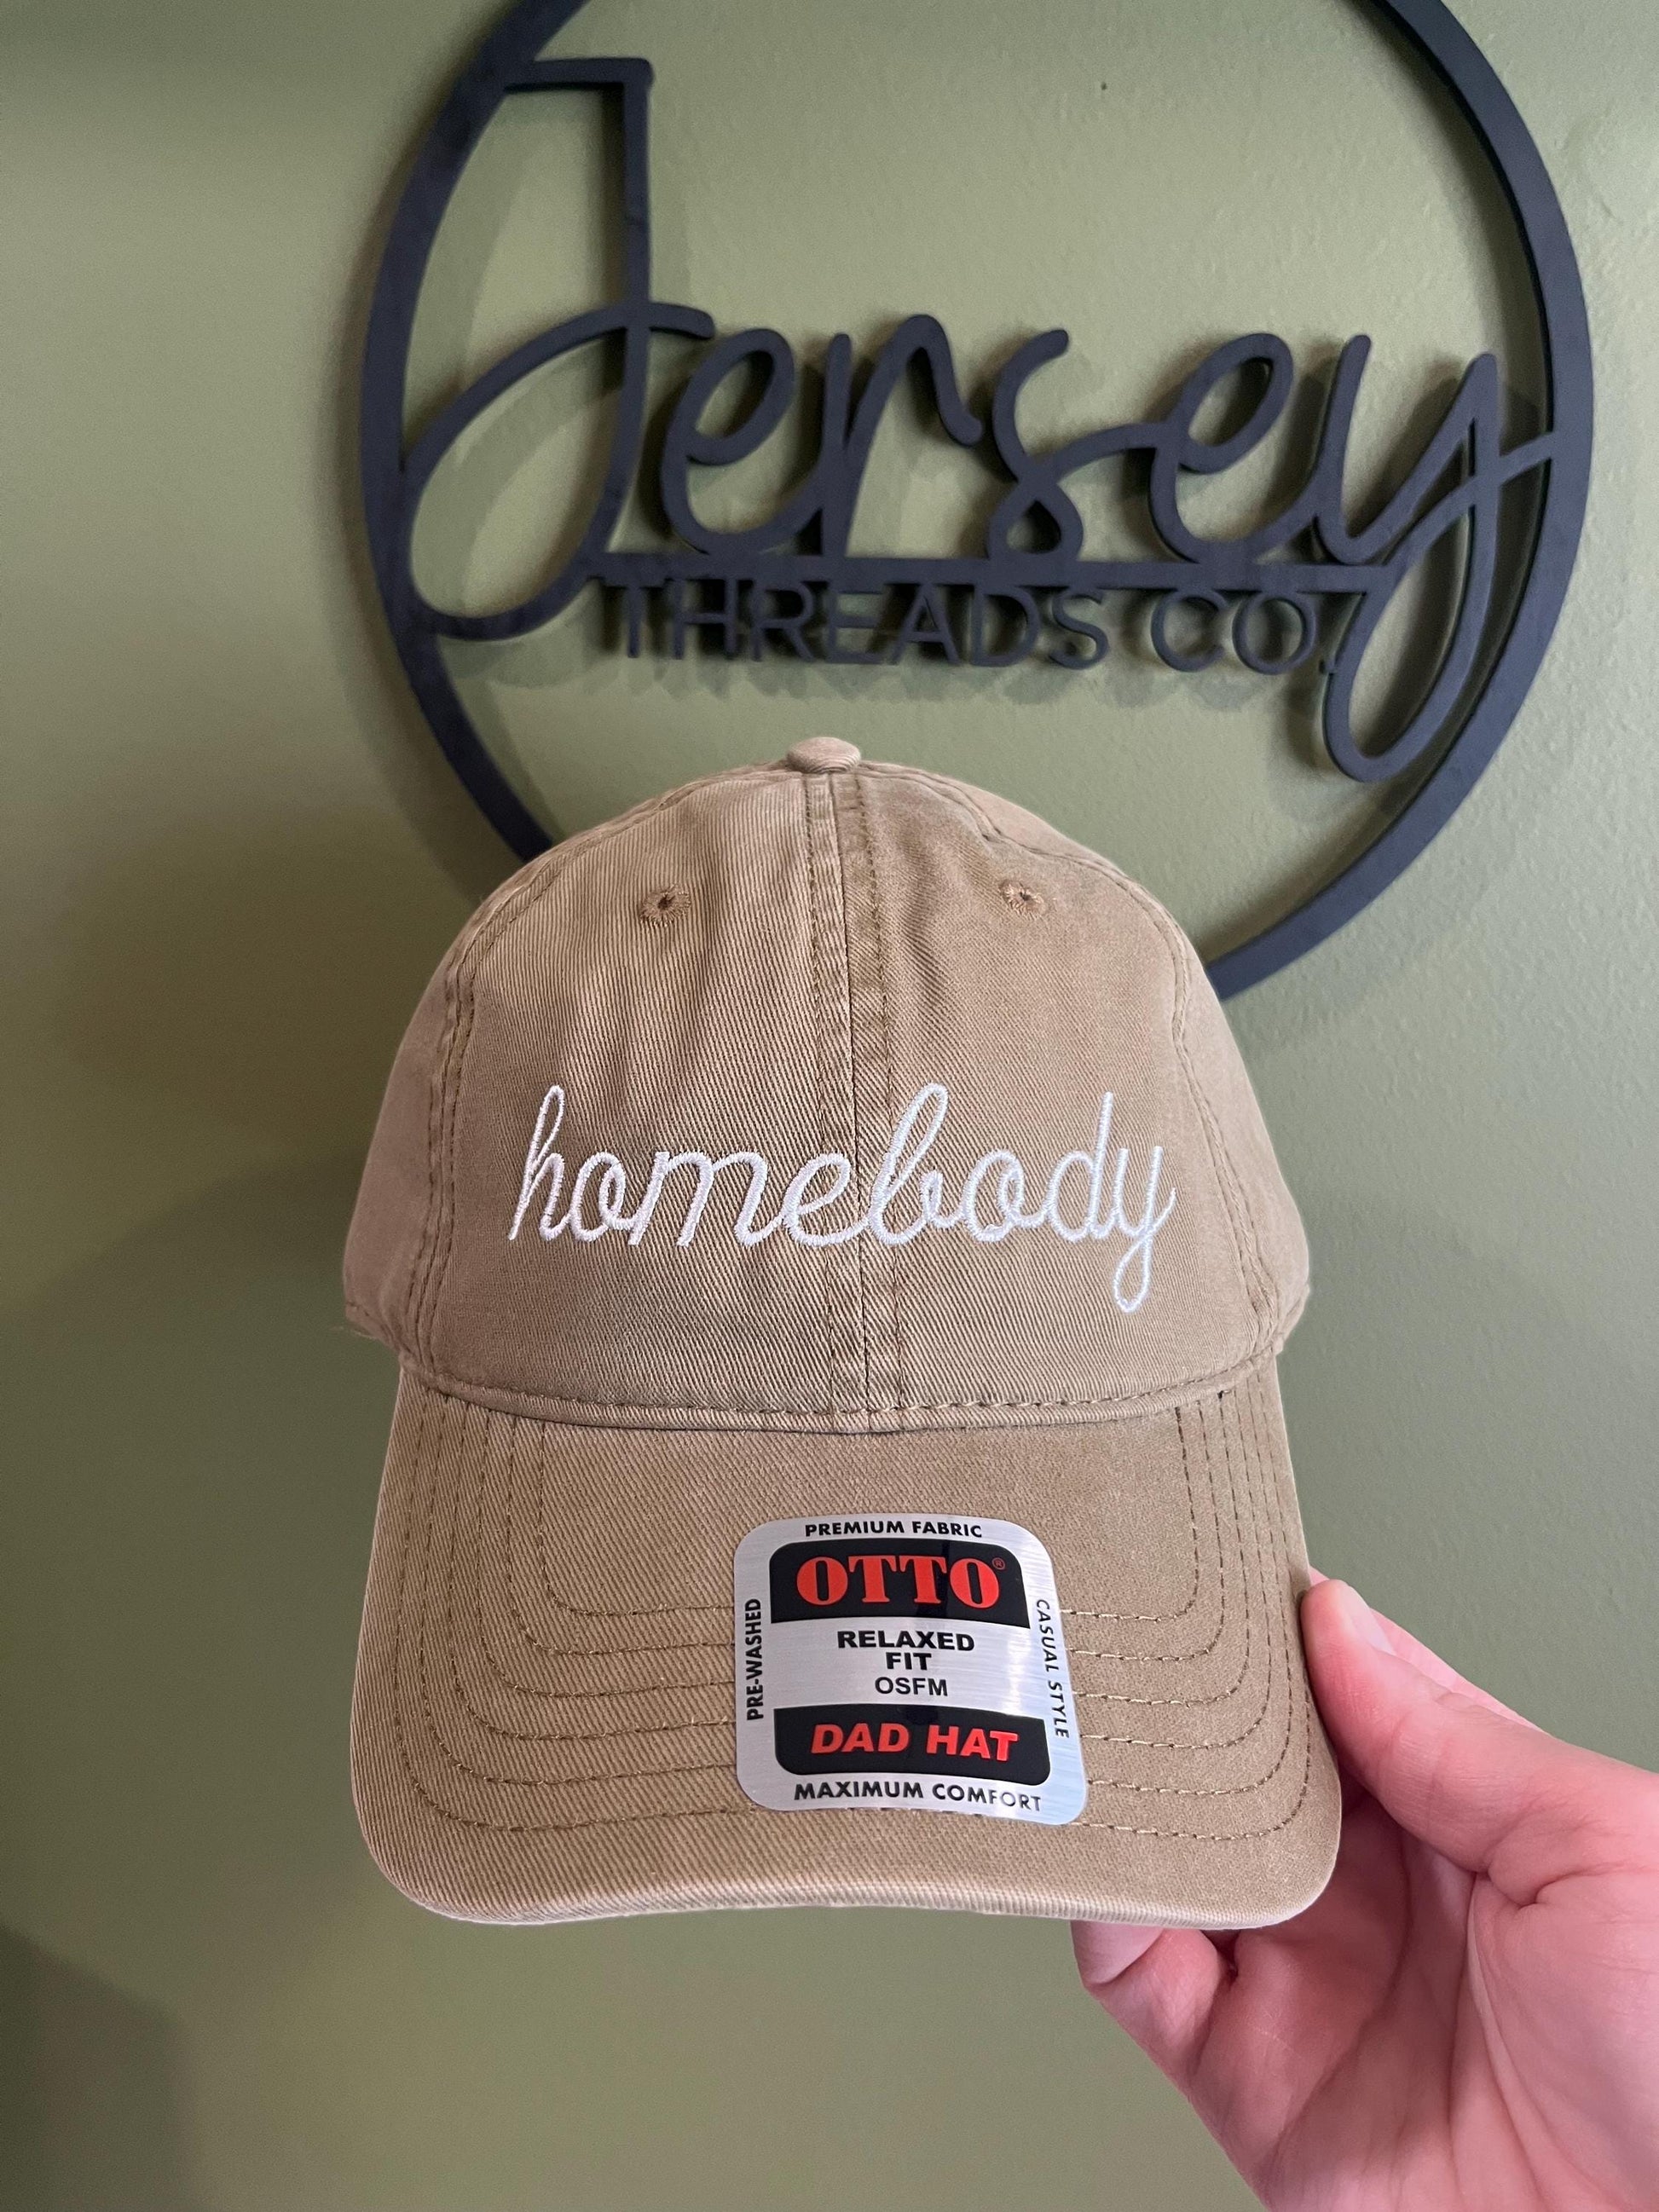 Jersey
THREADS CO.
homebody
PREMIUM FABRIC
OTTO®
PRE-WASHED
CASUAL STYLE
RELAXED
FIT
OSFM
DAD HAT
MAXIMUM COMFORT